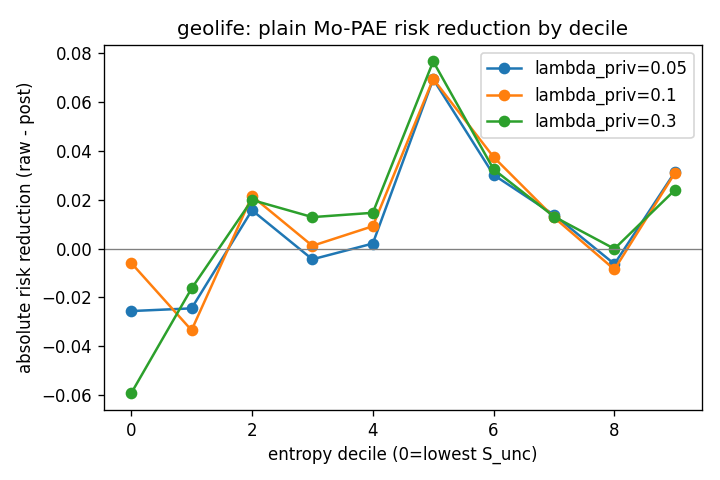 geolife: plain Mo-PAE risk reduction by decile
absolute risk reduction (raw - post)
0.08
0.06
0.04
0.02
0.00
−0.02
−0.04
−0.06
lambda_priv=0.05
lambda_priv=0.1
lambda_priv=0.3
0 2 4 6 8
entropy decile (0=lowest S_unc)